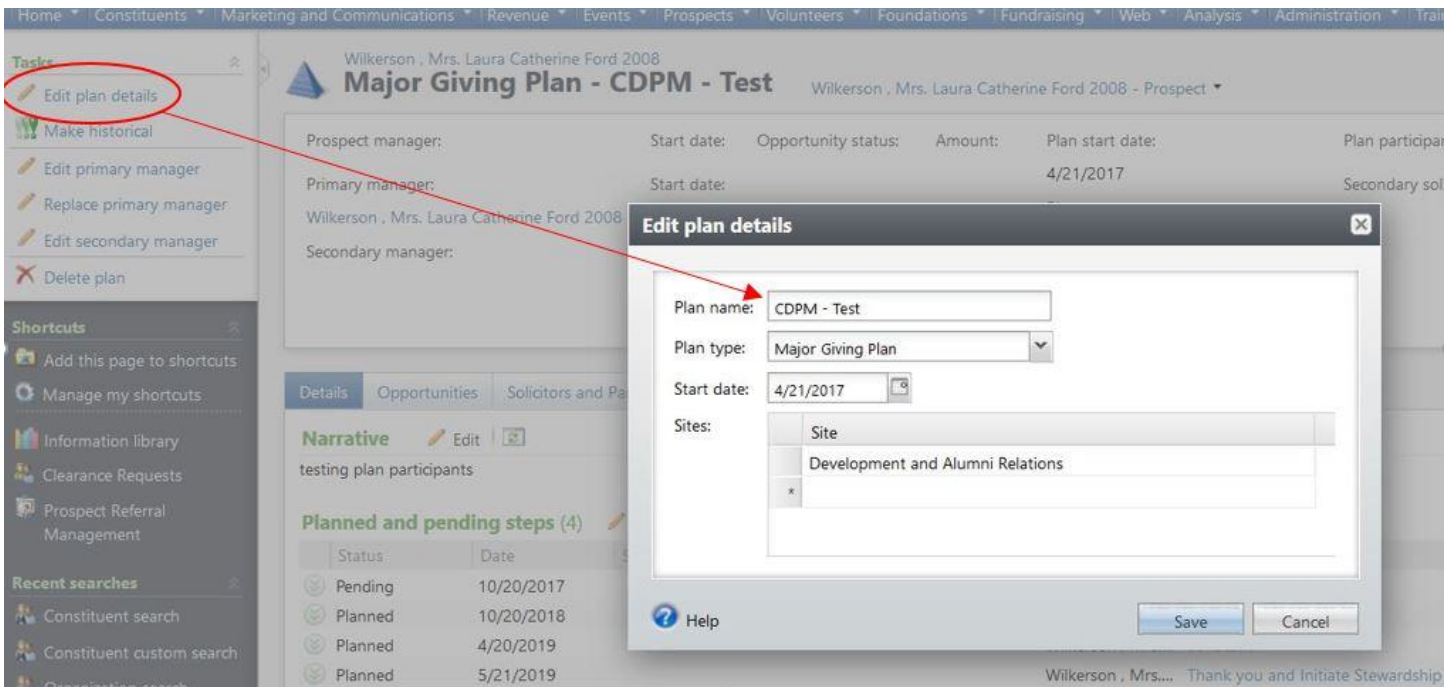 Home Constituents Marketing and Communications Revenue Events Prospects Volunteers Foundations Fundraising Web Analysis Administration
Tasks
Edit plan details
Make historical
Edit primary manager
Replace primary manager
Edit secondary manager
Delete plan
Shortcuts
Add this page to shortcuts
Manage my shortcuts
Information library
Clearance Requests
Prospect Referral
Management
Recent searches
Constituent search
Constituent custom search
Wilkerson , Mrs. Laura Catherine Ford 2008
Major Giving Plan - CDPM - Test
Wilkerson , Mrs. Laura Catherine Ford 2008 - Prospect
Prospect manager: Start date: Opportunity status: Amount: Plan start date: Plan participa
4/21/2017
Primary manager: Start date: Secondary sol
Wilkerson , Mrs. Laura Catherine Ford 2008
Secondary manager:
Details Opportunities Solicitors and Pa
Narrative Edit
testing plan participants
Planned and pending steps (4)
Status Date
Pending 10/20/2017
Planned 10/20/2018
Planned 4/20/2019
Planned 5/21/2019
Wilkerson , Mrs.... Thank you and Initiate Stewardship
Edit plan details
Plan name: CDPM - Test
Plan type: Major Giving Plan
Start date: 4/21/2017
Sites:
Site
Development and Alumni Relations
*
Help
Save Cancel